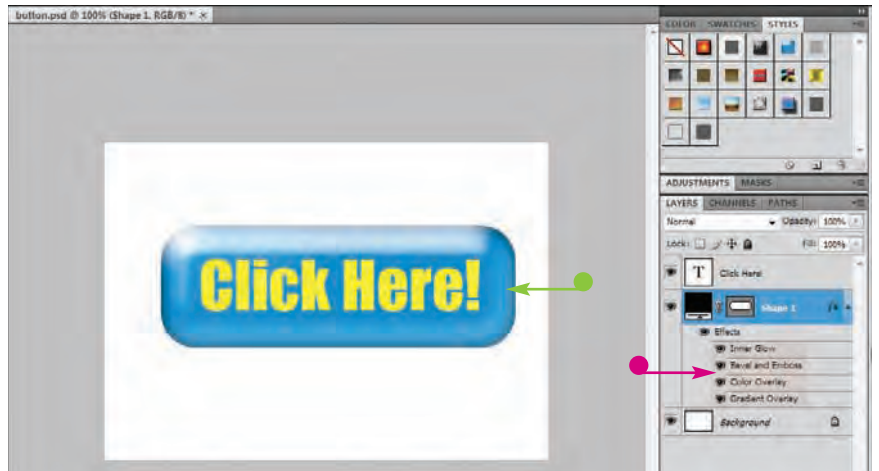 button.psd @ 100% (Shape 1, RGB/8) * ×
COLOR SWATCHES STYLES
ADJUSTMENTS MASKS
LAYERS CHANNELS PATHS
Normal Opacity: 100%
Lock: Fill: 100%
T Click Here
Shape 1 fx
Effects
Inner Glow
Bevel and Emboss
Color Overlay
Gradient Overlay
Background
Click Here!